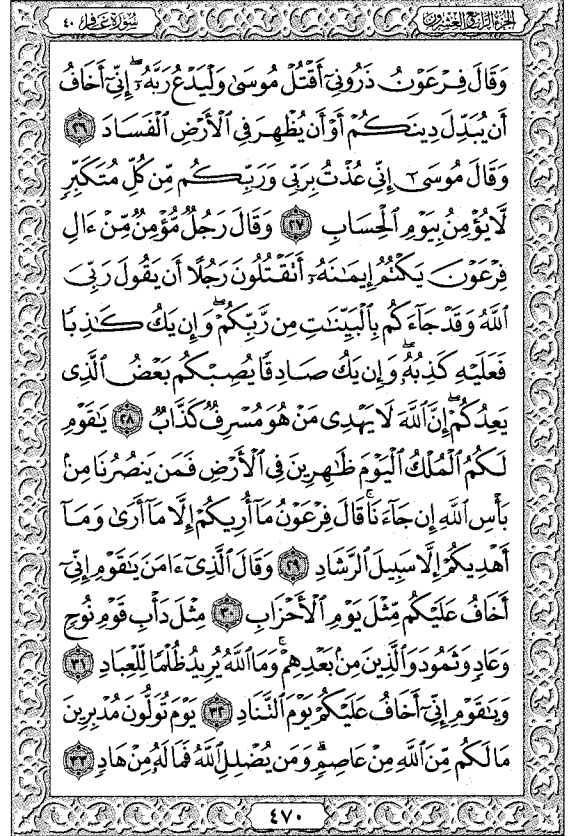 سورة غافر ٤٠
الجزء الرابع والعشرون
وَقَالَ فِرْعَوْنُ ذَرُونِىٓ أَقْتُلْ مُوسَىٰ وَلْيَدْعُ رَبَّهُۥٓ ۖ إِنِّىٓ أَخَافُ
أَن يُبَدِّلَ دِينَكُمْ أَوْ أَن يُظْهِرَ فِى ٱلْأَرْضِ ٱلْفَسَادَ ٢٦
وَقَالَ مُوسَىٰٓ إِنِّى عُذْتُ بِرَبِّى وَرَبِّكُم مِّن كُلِّ مُتَكَبِّرٍ
لَّا يُؤْمِنُ بِيَوْمِ ٱلْحِسَابِ ٢٧ وَقَالَ رَجُلٌ مُّؤْمِنٌ مِّنْ ءَالِ
فِرْعَوْنَ يَكْتُمُ إِيمَـٰنَهُۥٓ أَتَقْتُلُونَ رَجُلًا أَن يَقُولَ رَبِّىَ
ٱللَّهُ وَقَدْ جَآءَكُم بِٱلْبَيِّنَـٰتِ مِن رَّبِّكُمْ ۖ وَإِن يَكُ كَـٰذِبًا
فَعَلَيْهِ كَذِبُهُۥ ۖ وَإِن يَكُ صَادِقًا يُصِبْكُم بَعْضُ ٱلَّذِى
يَعِدُكُمْ ۖ إِنَّ ٱللَّهَ لَا يَهْدِى مَنْ هُوَ مُسْرِفٌ كَذَّابٌ ٢٨ يَـٰقَوْمِ
لَكُمُ ٱلْمُلْكُ ٱلْيَوْمَ ظَـٰهِرِينَ فِى ٱلْأَرْضِ فَمَن يَنصُرُنَا مِنۢ
بَأْسِ ٱللَّهِ إِن جَآءَنَا ۚ قَالَ فِرْعَوْنُ مَآ أُرِيكُمْ إِلَّا مَآ أَرَىٰ وَمَآ
أَهْدِيكُمْ إِلَّا سَبِيلَ ٱلرَّشَادِ ٢٩ وَقَالَ ٱلَّذِىٓ ءَامَنَ يَـٰقَوْمِ إِنِّىٓ
أَخَافُ عَلَيْكُم مِّثْلَ يَوْمِ ٱلْأَحْزَابِ ٣٠ مِثْلَ دَأْبِ قَوْمِ نُوحٍ
وَعَادٍ وَثَمُودَ وَٱلَّذِينَ مِنۢ بَعْدِهِمْ ۚ وَمَا ٱللَّهُ يُرِيدُ ظُلْمًا لِّلْعِبَادِ ٣١
وَيَـٰقَوْمِ إِنِّىٓ أَخَافُ عَلَيْكُمْ يَوْمَ ٱلتَّنَادِ ٣٢ يَوْمَ تُوَلُّونَ مُدْبِرِينَ
مَا لَكُم مِّنَ ٱللَّهِ مِنْ عَاصِمٍ ۗ وَمَن يُضْلِلِ ٱللَّهُ فَمَا لَهُۥ مِنْ هَادٍ ٣٣
٤٧٠